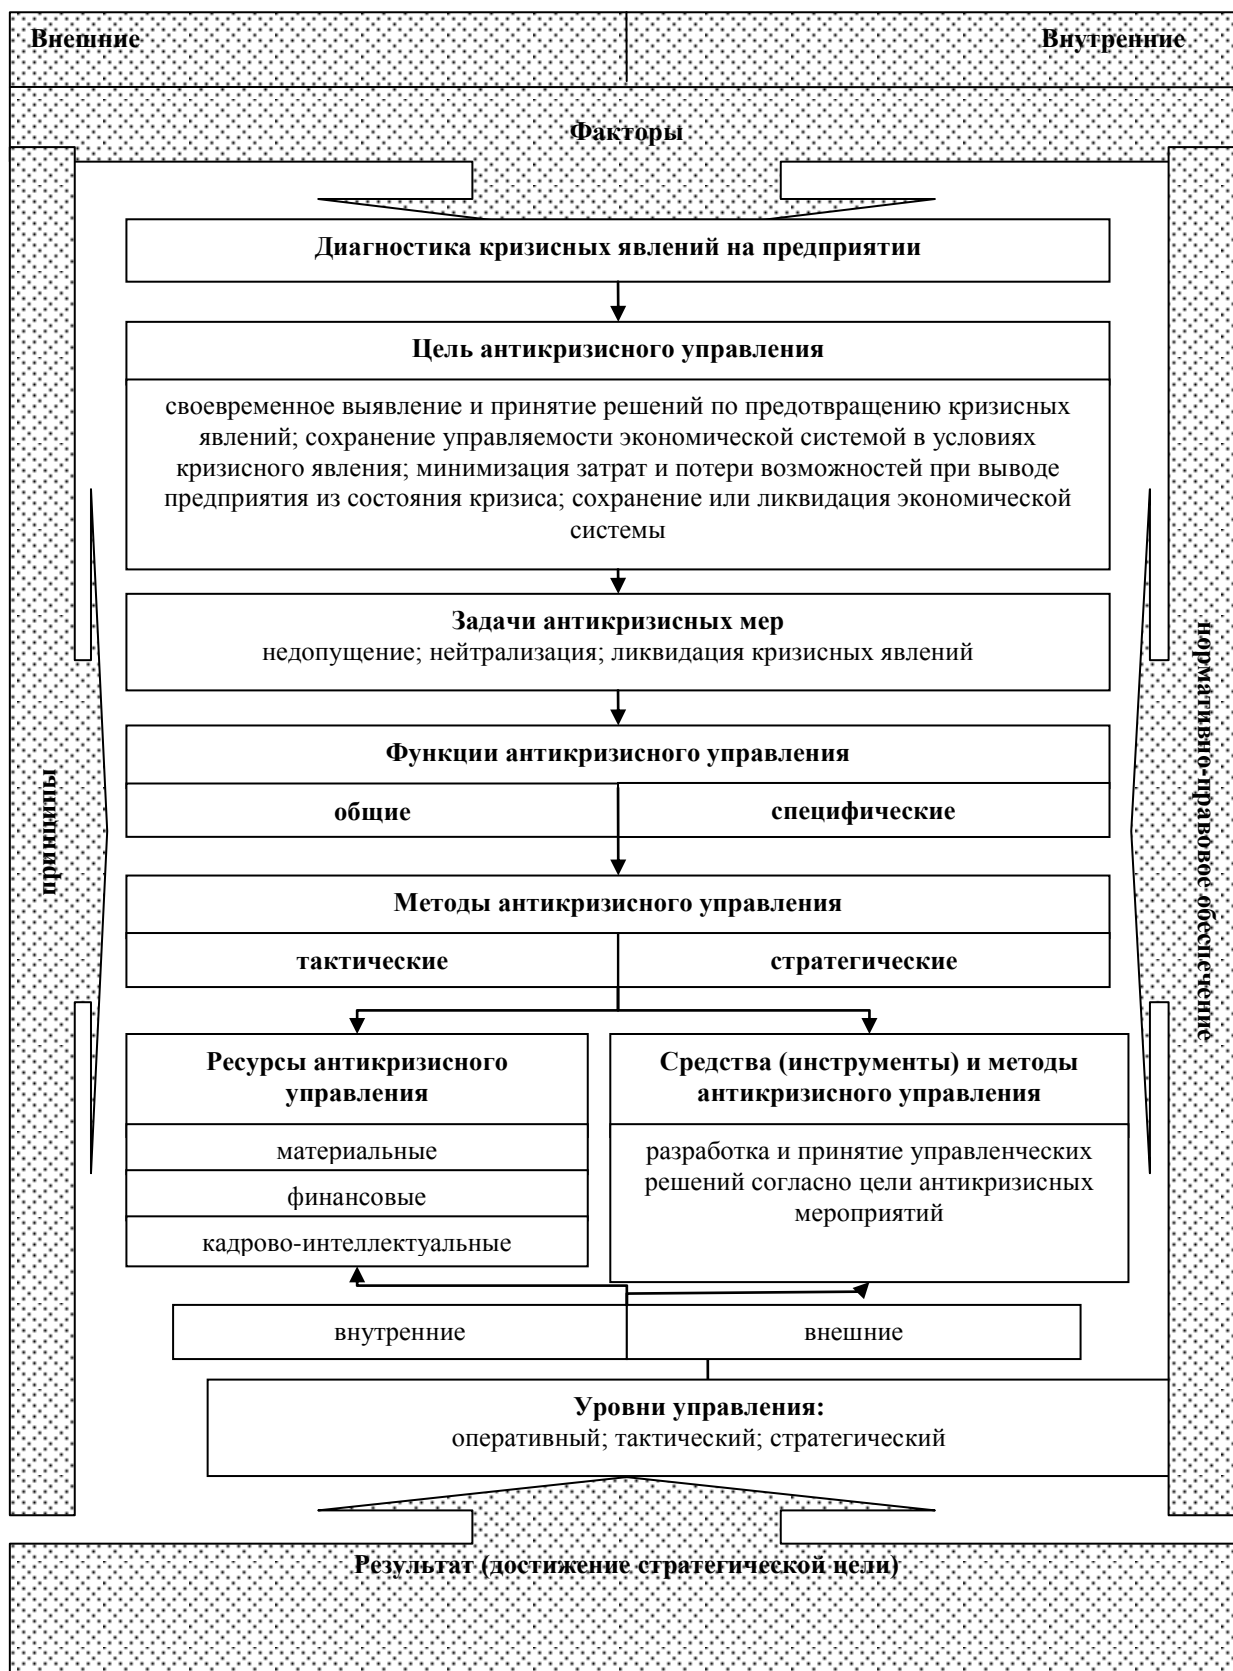 Внешние
Внутренние
Факторы
Диагностика кризисных явлений на предприятии
Цель антикризисного управления
своевременное выявление и принятие решений по предотвращению кризисных
явлений; сохранение управляемости экономической системой в условиях
кризисного явления; минимизация затрат и потери возможностей при выводе
предприятия из состояния кризиса; сохранение или ликвидация экономической
системы
Задачи антикризисных мер
недопущение; нейтрализация; ликвидация кризисных явлений
Функции антикризисного управления
общие
специфические
Методы антикризисного управления
тактические
стратегические
Ресурсы антикризисного
управления
материальные
финансовые
кадрово-интеллектуальные
Средства (инструменты) и методы
антикризисного управления
разработка и принятие управленческих
решений согласно цели антикризисных
мероприятий
внутренние
внешние
Уровни управления:
оперативный; тактический; стратегический
принципы
нормативно-правовое обеспечение
Результат (достижение стратегической цели)